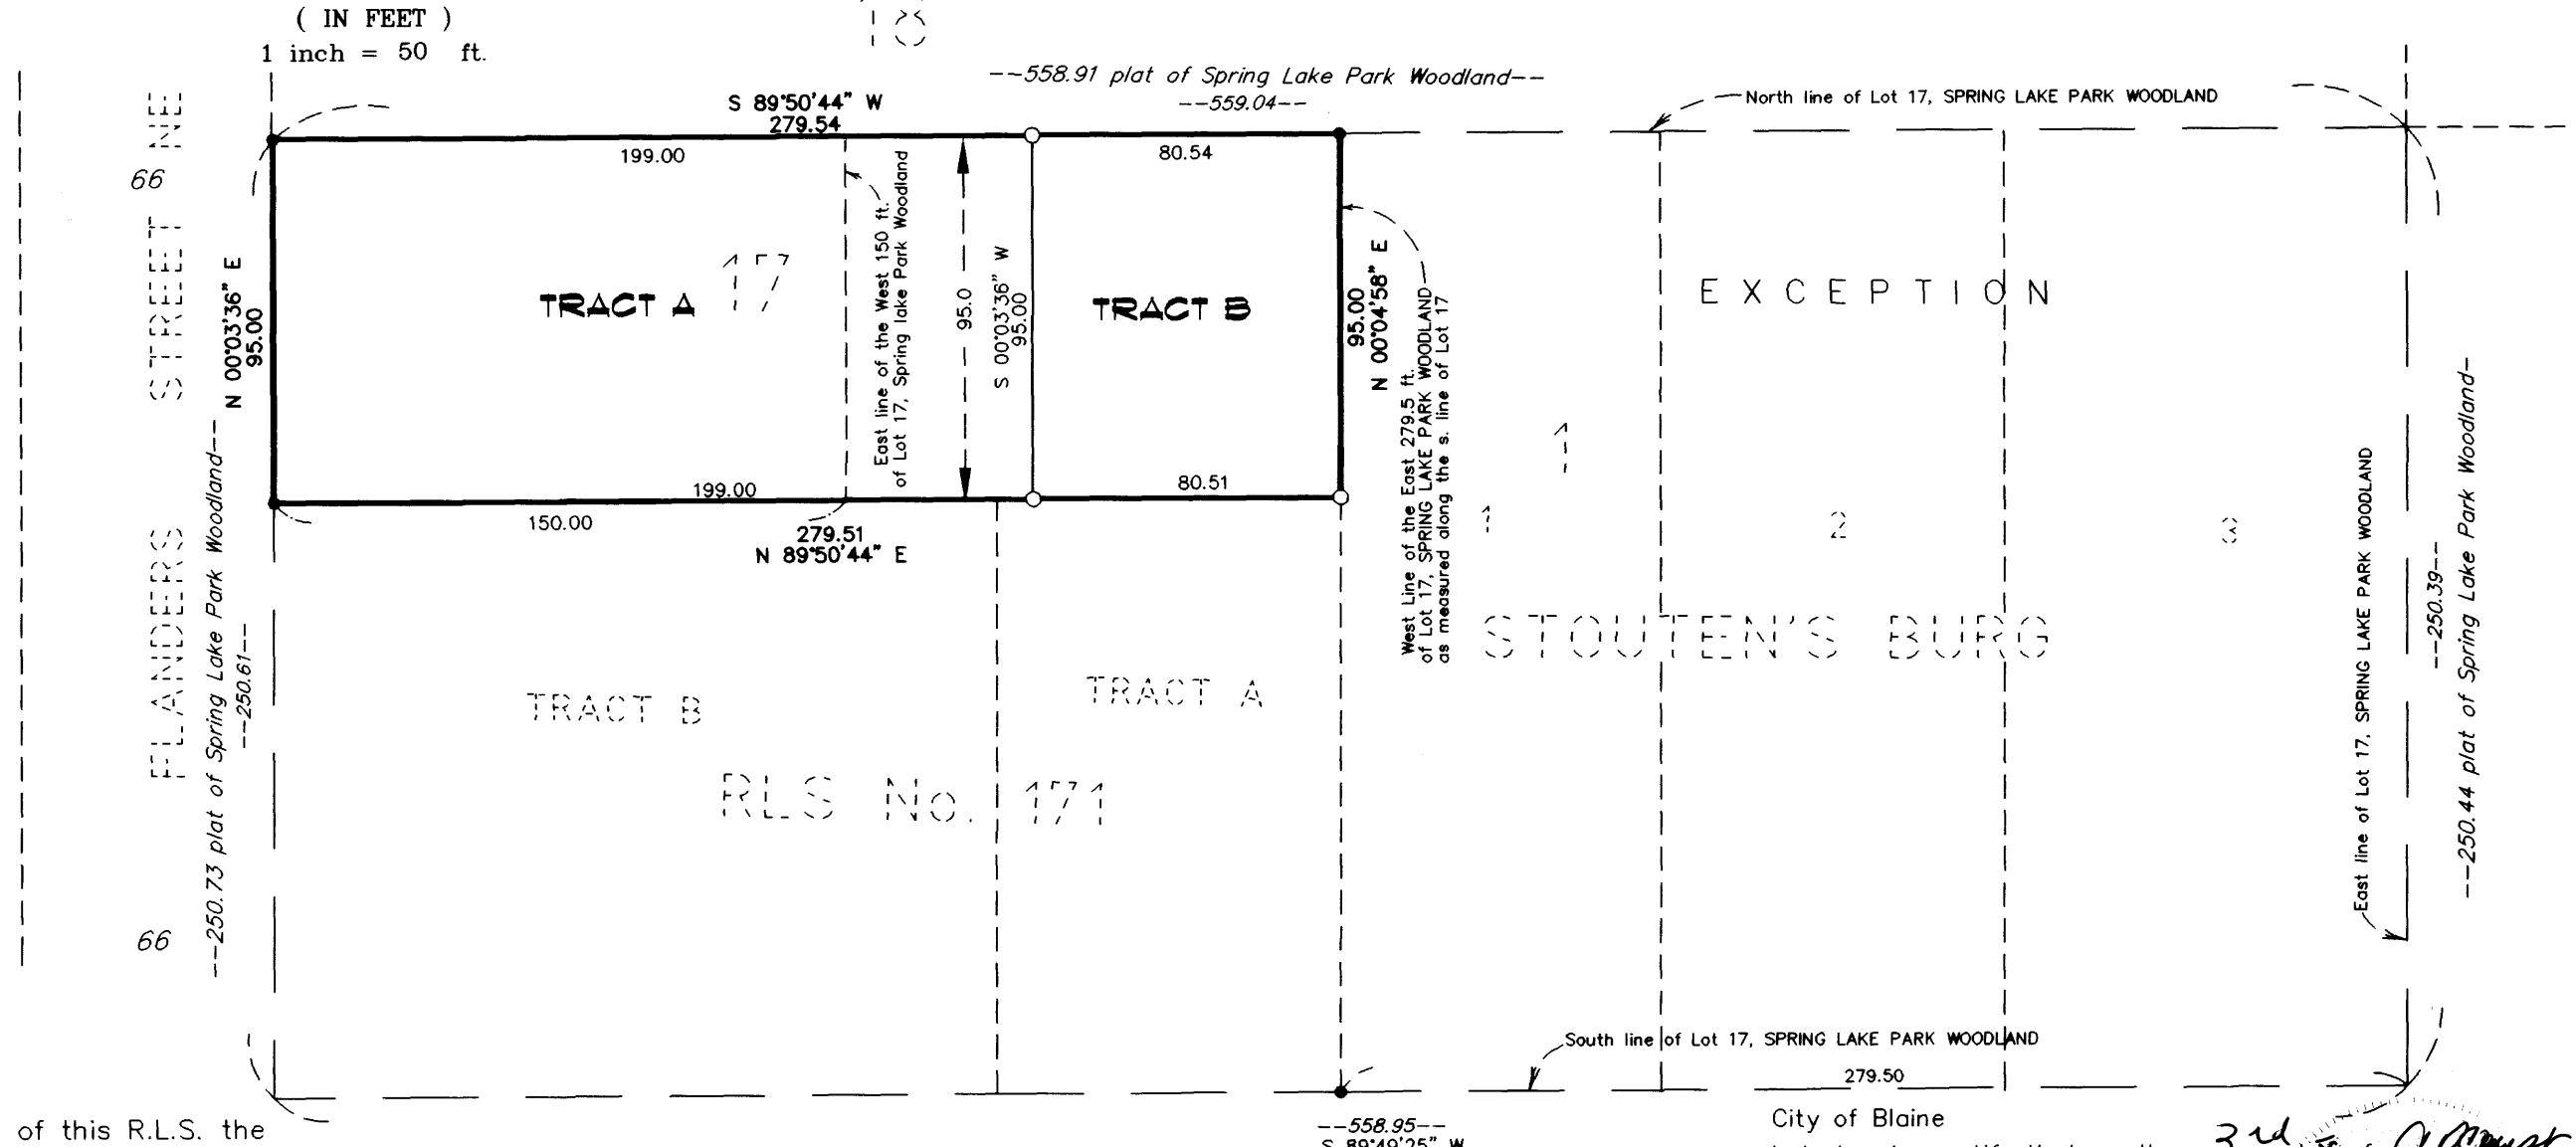 ( IN FEET )
1 inch = 50 ft.
18
--558.91 plat of Spring Lake Park Woodland--
--559.04--
S 89°50'44" W
279.54
North line of Lot 17, SPRING LAKE PARK WOODLAND
199.00
80.54
66
FLANDERS STREET NE
N 00°03'36" E
95.00
TRACT A
17
East line of the West 150 ft.
of Lot 17, Spring lake Park Woodland
95.0
S 00°03'36" W
95.00
TRACT B
95.00
N 00°04'58" E
West Line of the East 279.5 ft.
of Lot 17, SPRING LAKE PARK WOODLAND
as measured along the s. line of Lot 17
EXCEPTION
199.00
80.51
150.00
279.51
N 89°50'44" E
1
1
2
3
STOUTEN'S BURG
--250.73 plat of Spring Lake Park Woodland--
--250.61--
TRACT B
TRACT A
RLS No. 171
East line of Lot 17, SPRING LAKE PARK WOODLAND
--250.39--
--250.44 plat of Spring Lake Park Woodland-
66
South line of Lot 17, SPRING LAKE PARK WOODLAND
279.50
--558.95--
S 89°49'25" W
City of Blaine
of this R.L.S. the
3rd